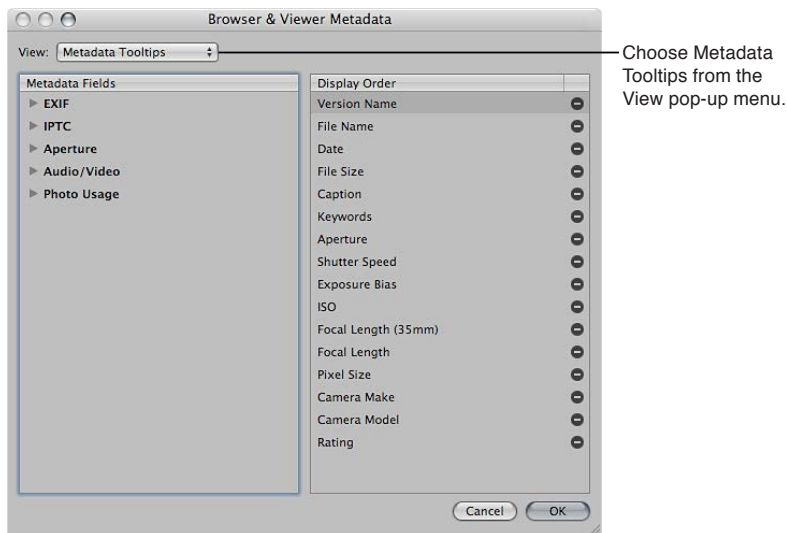 Browser & Viewer Metadata
View: Metadata Tooltips
Choose Metadata
Tooltips from the
View pop-up menu.
Metadata Fields
EXIF
IPTC
Aperture
Audio/Video
Photo Usage
Display Order
Version Name
File Name
Date
File Size
Caption
Keywords
Aperture
Shutter Speed
Exposure Bias
ISO
Focal Length (35mm)
Focal Length
Pixel Size
Camera Make
Camera Model
Rating
Cancel
OK